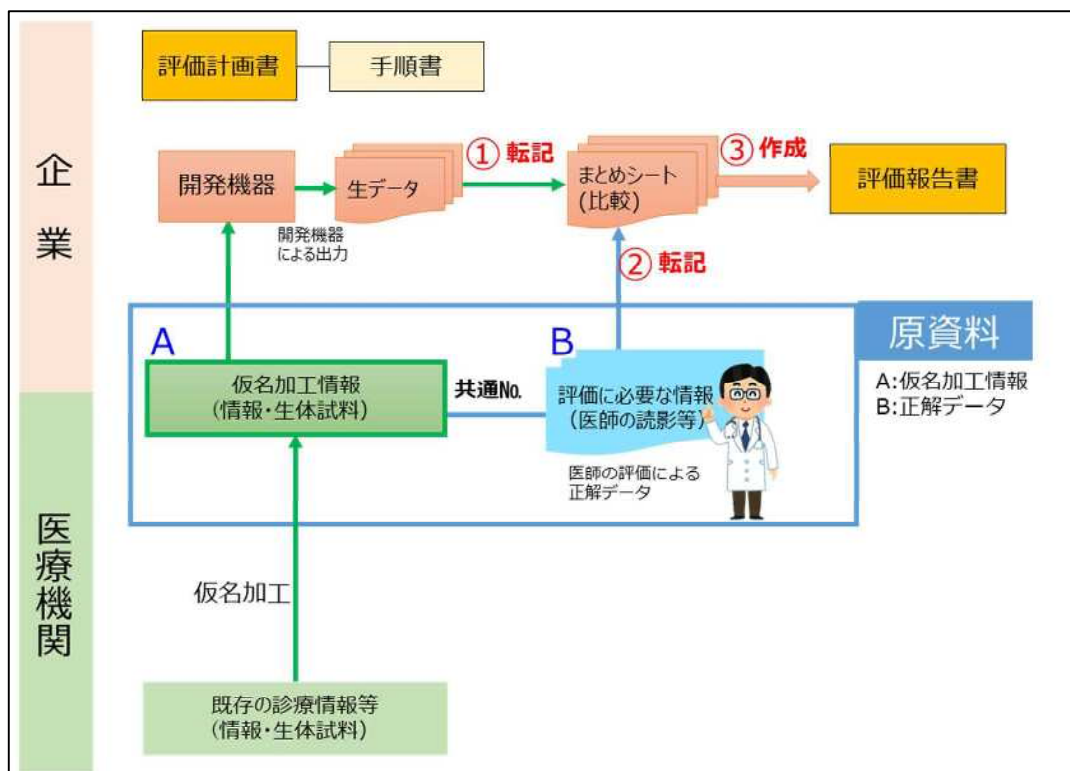 企業
評価計画書
手順書
開発機器
生データ
① 転記
まとめシート
(比較)
③ 作成
評価報告書
開発機器
による出力
② 転記
原資料
A:仮名加工情報
B:正解データ
A
仮名加工情報
(情報・生体試料)
共通No.
B
評価に必要な情報
(医師の読影等)
医師の評価による
正解データ
医療機関
仮名加工
既存の診療情報等
(情報・生体試料)